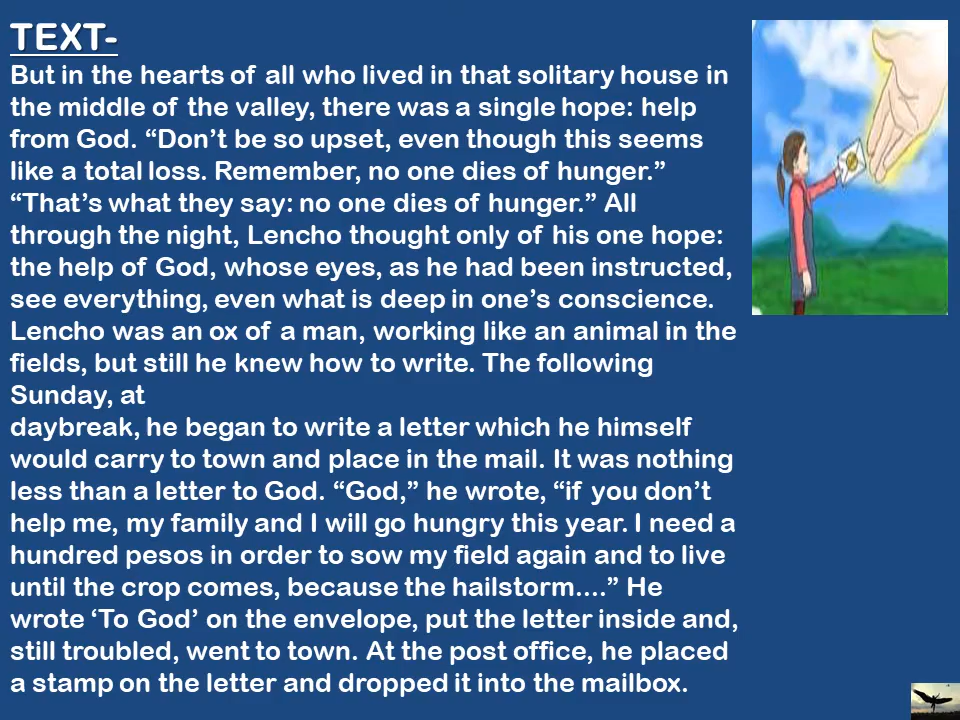 TEXT-
But in the hearts of all who lived in that solitary house in
the middle of the valley, there was a single hope: help
from God. “Don’t be so upset, even though this seems
like a total loss. Remember, no one dies of hunger.”
“That’s what they say: no one dies of hunger.” All
through the night, Lencho thought only of his one hope:
the help of God, whose eyes, as he had been instructed,
see everything, even what is deep in one’s conscience.
Lencho was an ox of a man, working like an animal in the
fields, but still he knew how to write. The following
Sunday, at
daybreak, he began to write a letter which he himself
would carry to town and place in the mail. It was nothing
less than a letter to God. “God,” he wrote, “if you don’t
help me, my family and I will go hungry this year. I need a
hundred pesos in order to sow my field again and to live
until the crop comes, because the hailstorm....” He
wrote ‘To God’ on the envelope, put the letter inside and,
still troubled, went to town. At the post office, he placed
a stamp on the letter and dropped it into the mailbox.